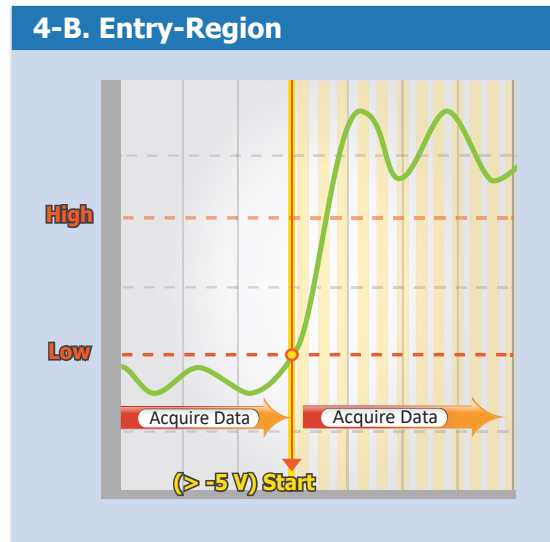 4-B. Entry-Region
High
Low
Acquire Data
Acquire Data
(> -5 V) Start